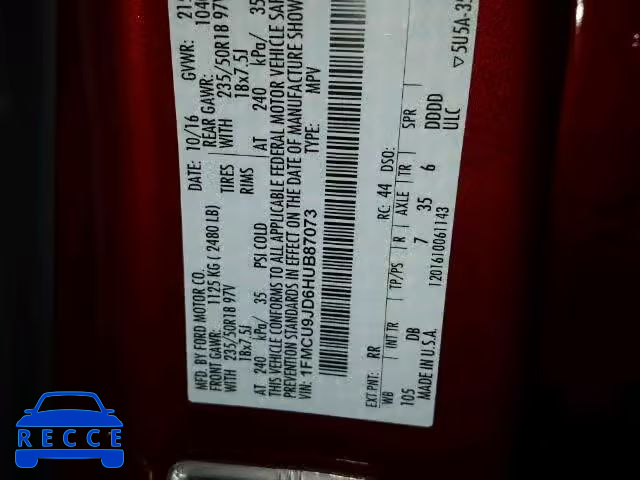 MFD. BY FORD MOTOR CO.
DATE: 10/16
GVWR: 21
FRONT GAWR: 1125 KG ( 2480 LB)
REAR GAWR: 104
WITH 235/50R18 97V TIRES
WITH 235/50R18 97V
18x7.5J RIMS
18x7.5J
AT 240 kPa/ 35 PSI COLD
AT 240 kPa/ 35
THIS VEHICLE CONFORMS TO ALL APPLICABLE FEDERAL MOTOR VEHICLE SAF
PREVENTION STANDARDS IN EFFECT ON THE DATE OF MANUFACTURE SHOW
VIN: 1FMCU9JD6HUB87073
TYPE: MPV
EXT PNT: RR RC: 44 DSO:
WB INT TR TP/PS R AXLE TR SPR
105 DB 7 35 6 DDDD
MADE IN U.S.A. 1201610061143 ULC
▽5U5A-35
RECCE